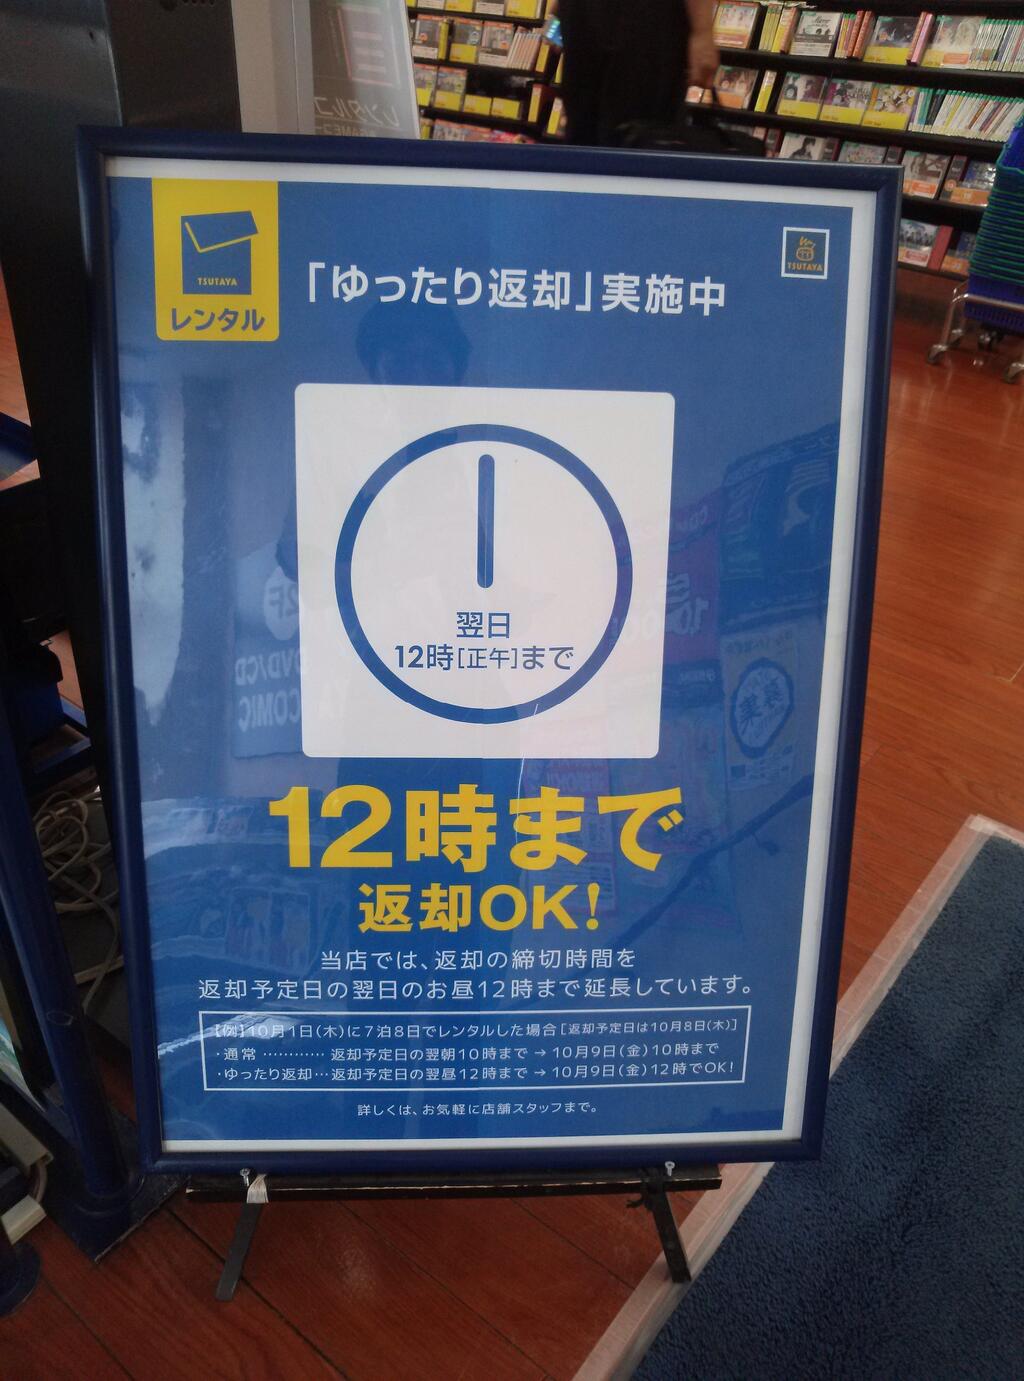 TSUTAYA
レンタル
「ゆったり返却」実施中
TSUTAYA
翌日
12時[正午]まで
12時まで
返却OK!
当店では、返却の締切時間を
返却予定日の翌日のお昼12時まで延長しています。
【例】10月1日(木)に7泊8日でレンタルした場合[返却予定日は10月8日(木)]
・通常…………返却予定日の翌朝10時まで→10月9日(金)10時まで
・ゆったり返却…返却予定日の翌昼12時まで→10月9日(金)12時でOK!
詳しくは、お気軽に店舗スタッフまで。